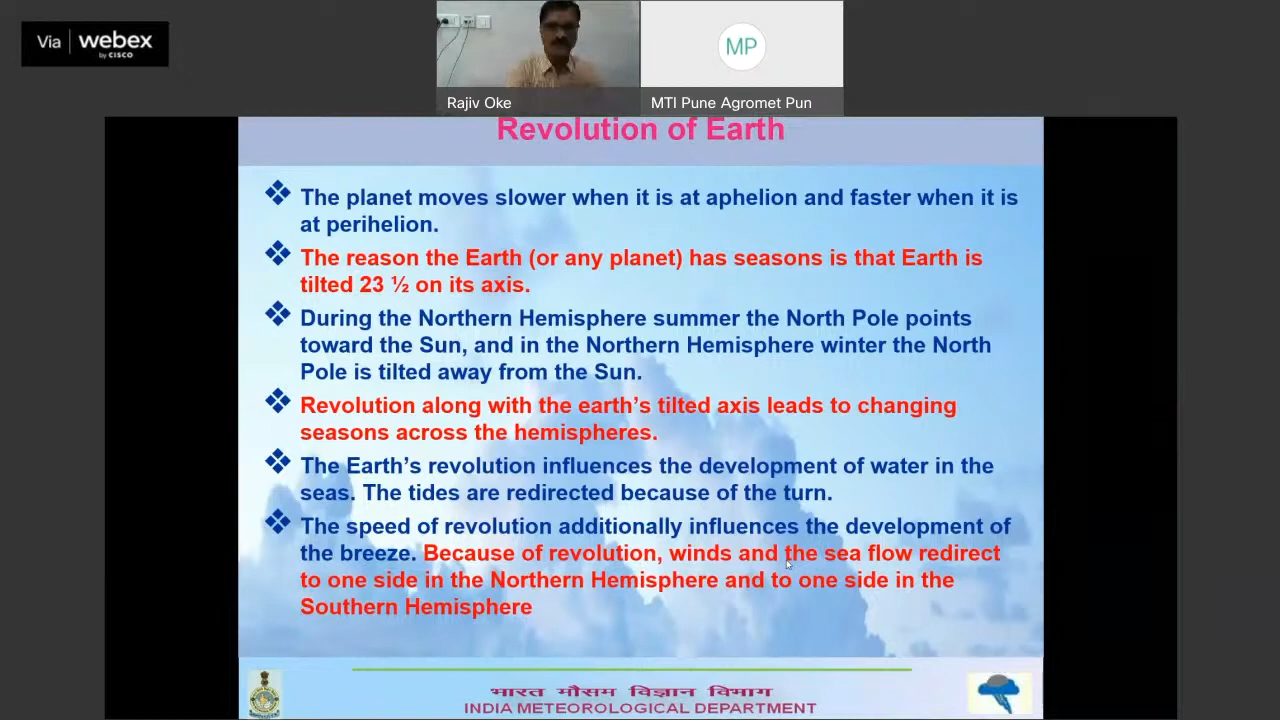 Via webex
by CISCO
MP
Rajiv Oke
MTI Pune Agromet Pun
Revolution of Earth
The planet moves slower when it is at aphelion and faster when it is
at perihelion.
The reason the Earth (or any planet) has seasons is that Earth is
tilted 23 ½ on its axis.
During the Northern Hemisphere summer the North Pole points
toward the Sun, and in the Northern Hemisphere winter the North
Pole is tilted away from the Sun.
Revolution along with the earth’s tilted axis leads to changing
seasons across the hemispheres.
The Earth’s revolution influences the development of water in the
seas. The tides are redirected because of the turn.
The speed of revolution additionally influences the development of
the breeze. Because of revolution, winds and the sea flow redirect
to one side in the Northern Hemisphere and to one side in the
Southern Hemisphere
भारत मौसम विज्ञान विभाग
INDIA METEOROLOGICAL DEPARTMENT